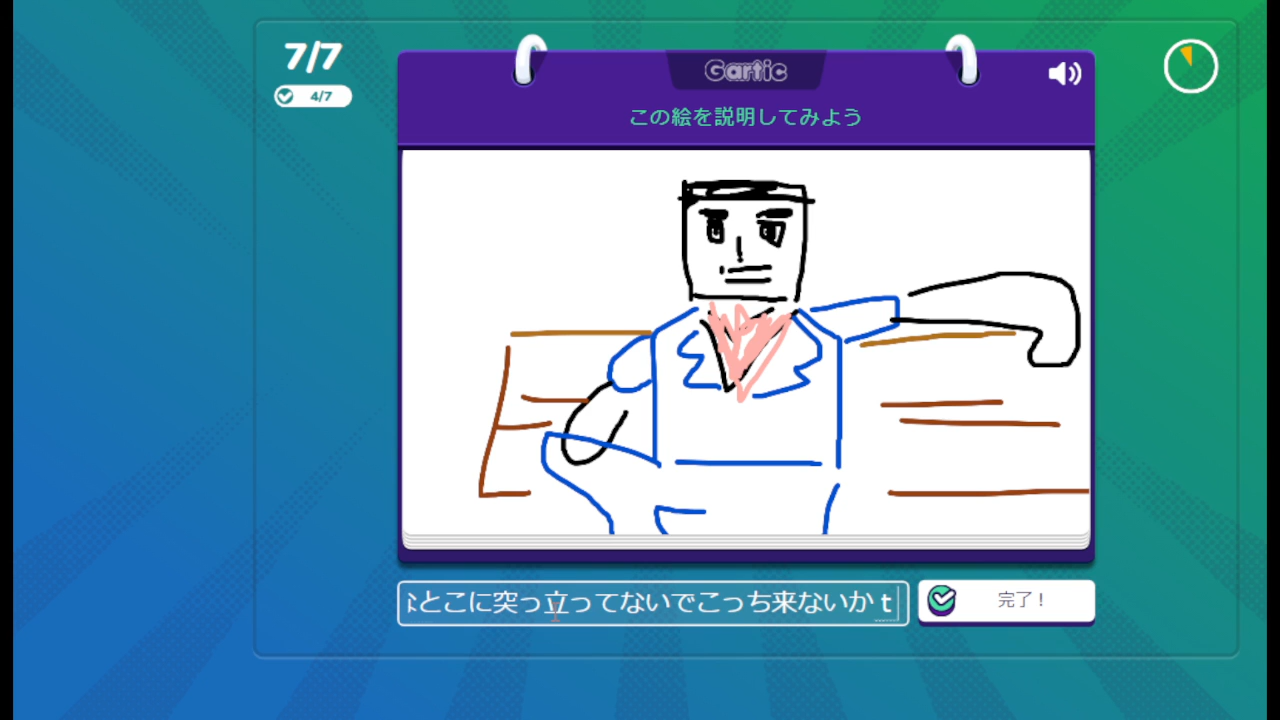 7/7
4/7
Gartic
この絵を説明してみよう
とこに突っ立ってないでこっち来ないかt
完了！